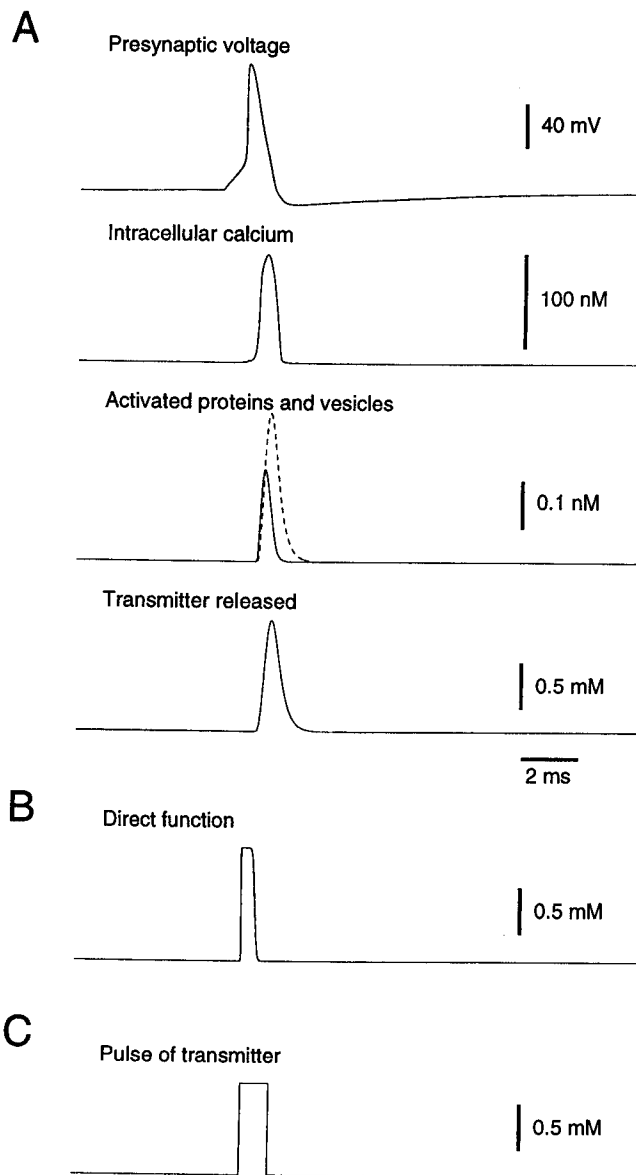 A
Presynaptic voltage
40 mV
Intracellular calcium
100 nM
Activated proteins and vesicles
0.1 nM
Transmitter released
0.5 mM
2 ms
B
Direct function
0.5 mM
C
Pulse of transmitter
0.5 mM